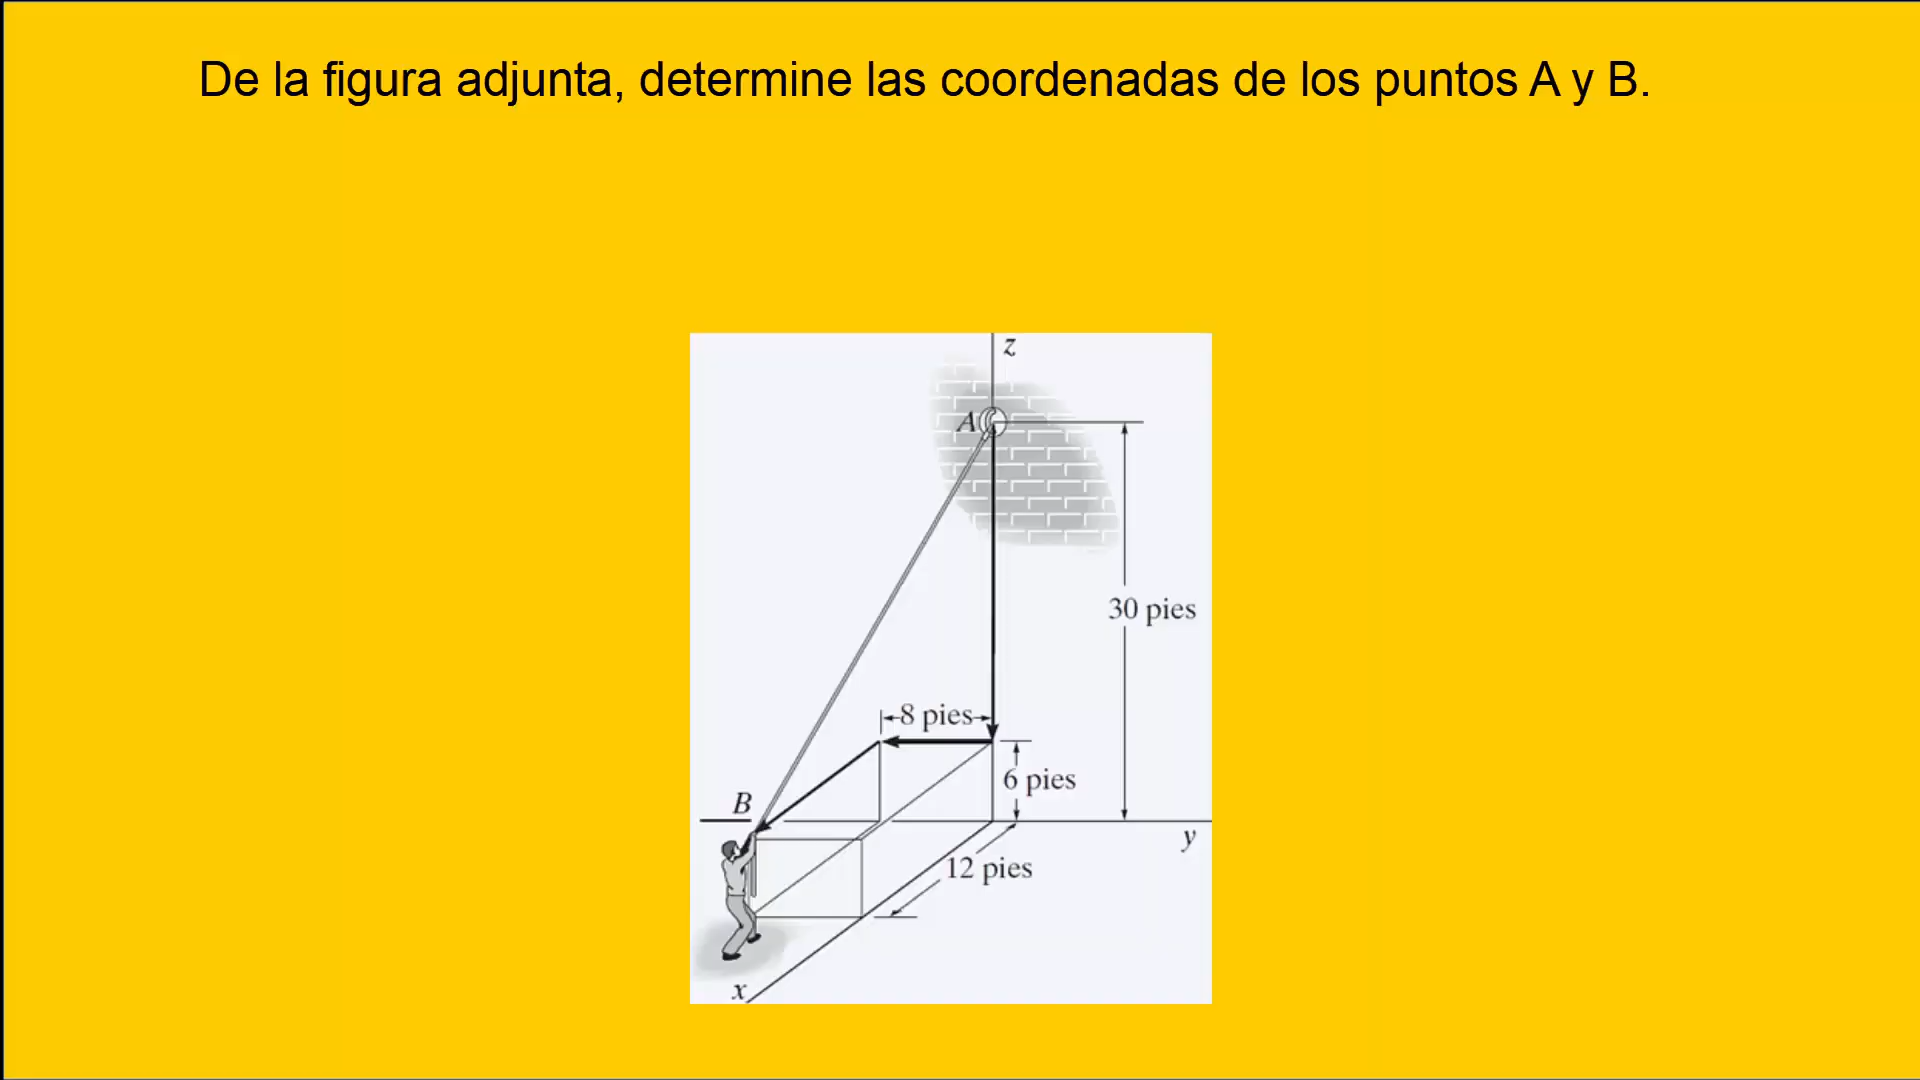 De la figura adjunta, determine las coordenadas de los puntos A y B.
z
A
30 pies
8 pies
6 pies
B
y
12 pies
x